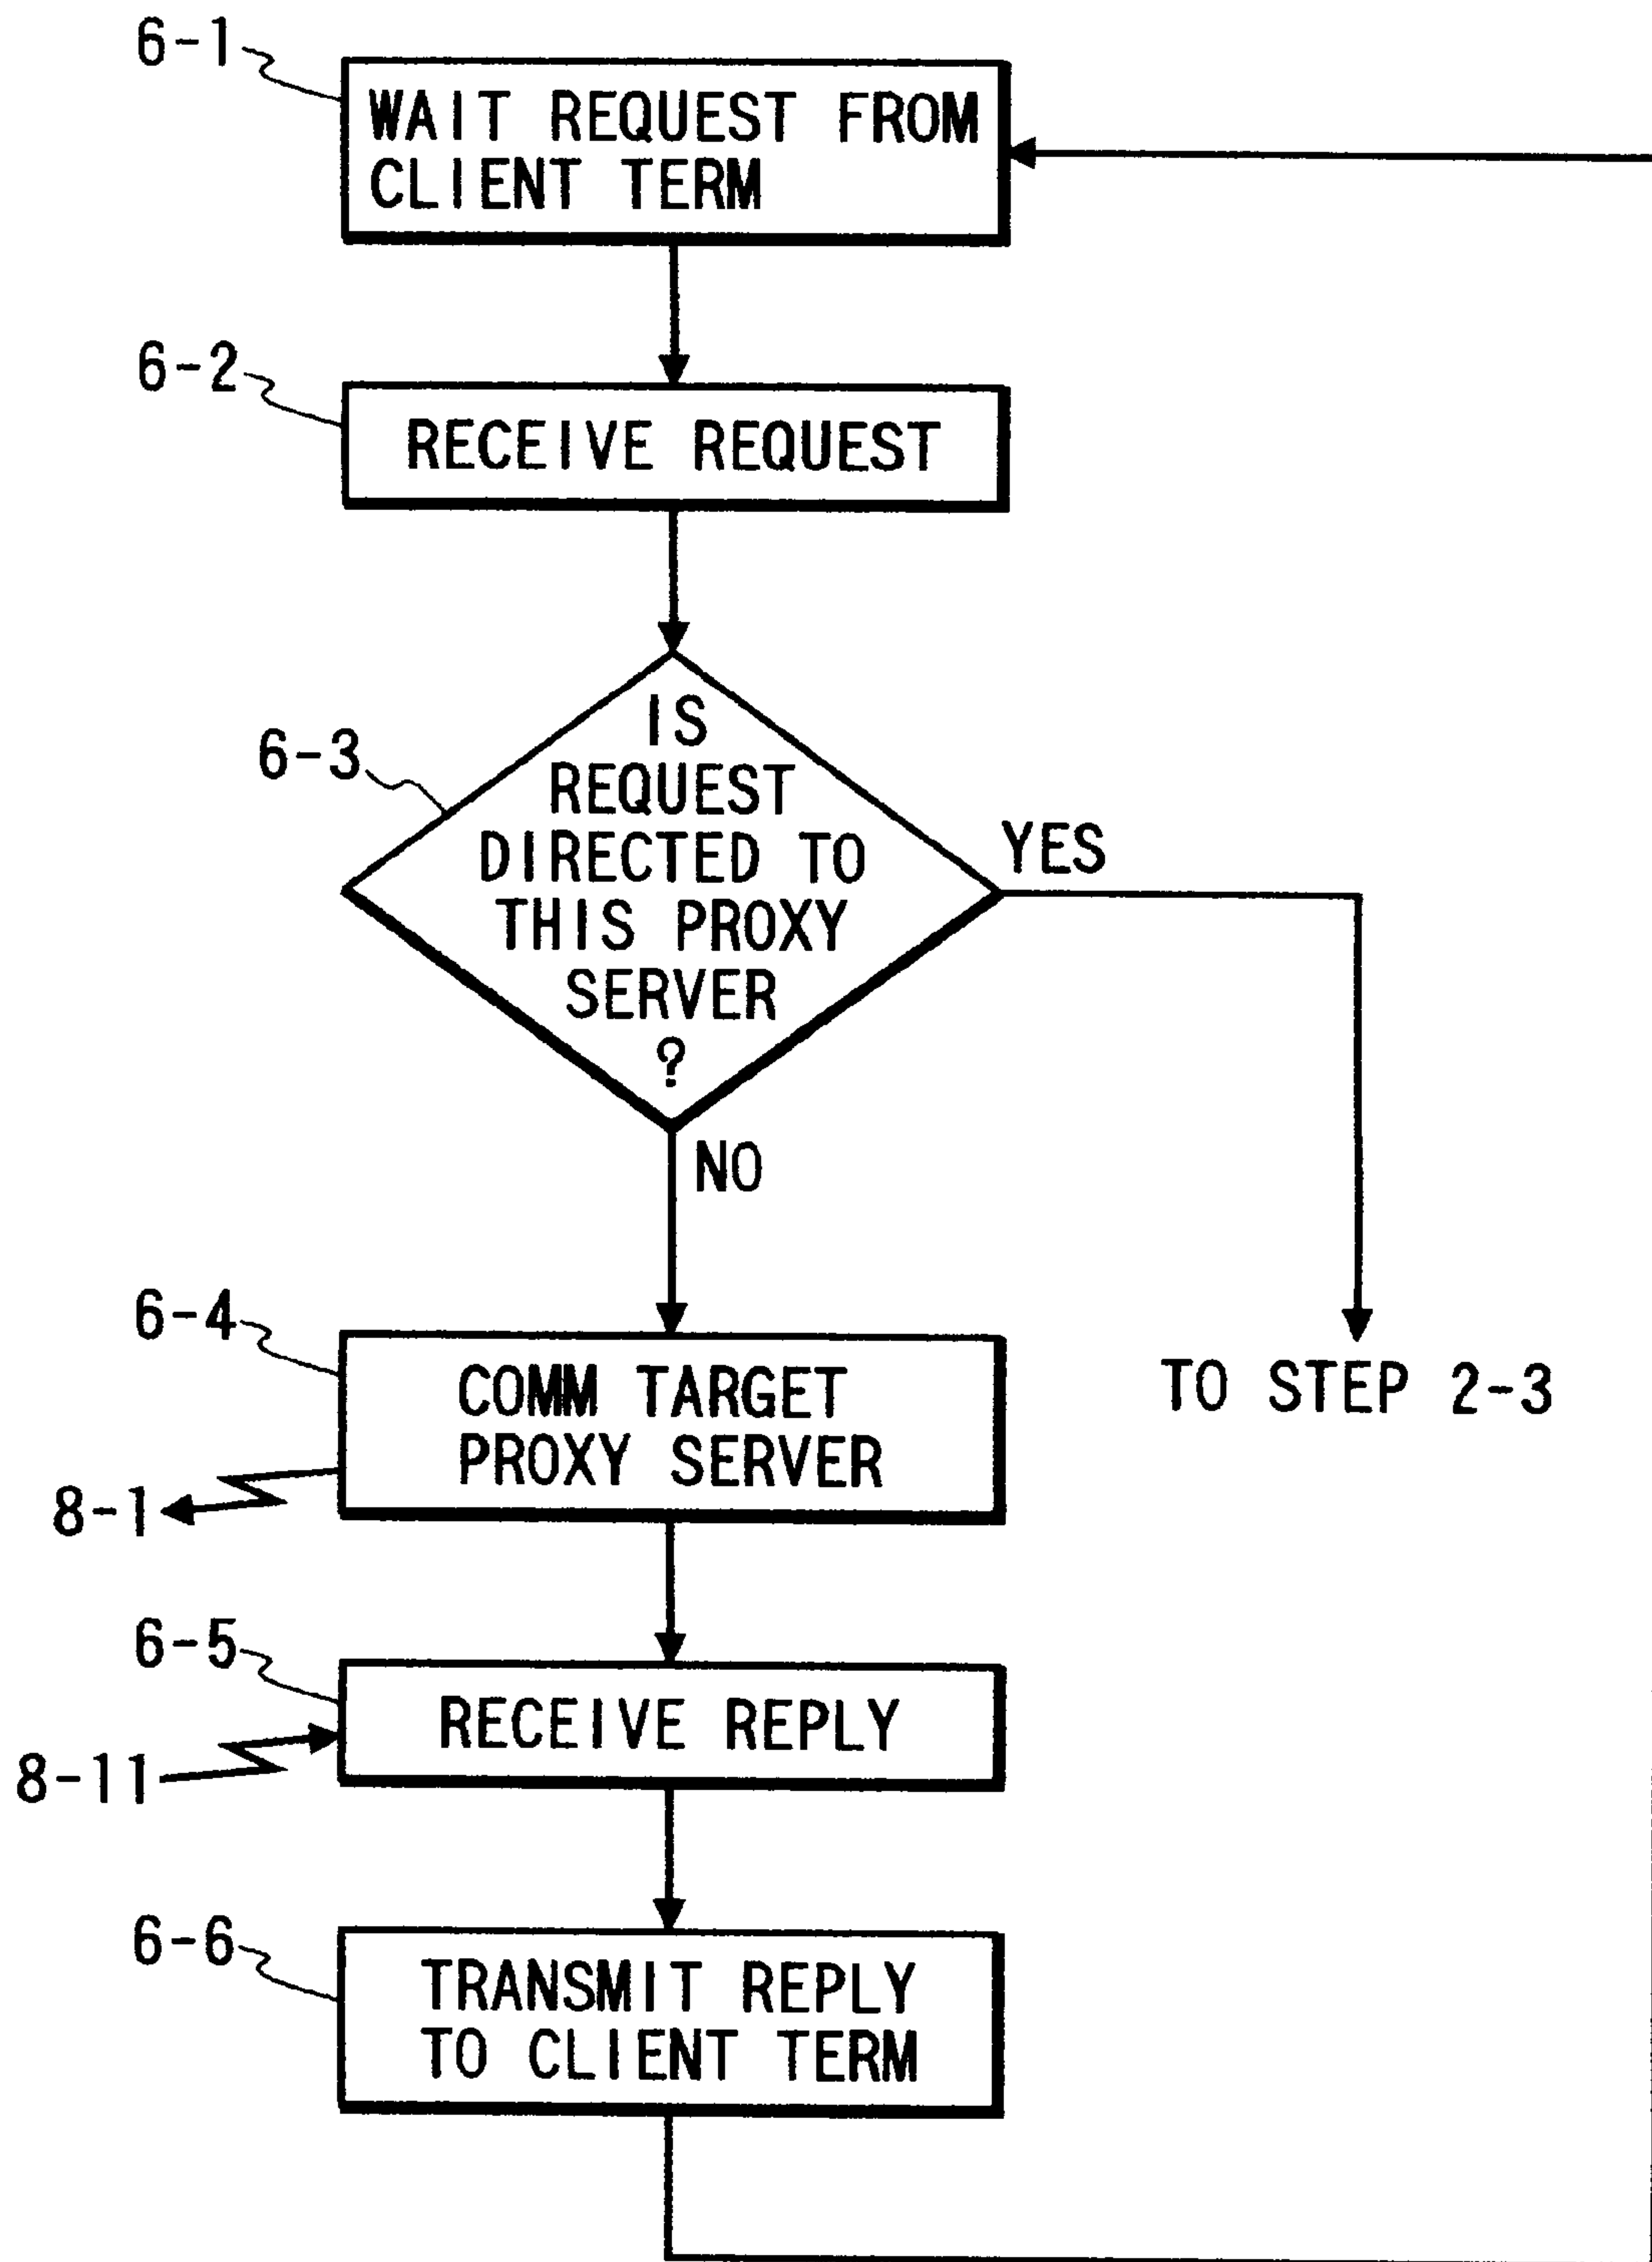 6-1
WAIT REQUEST FROM
CLIENT TERM
6-2
RECEIVE REQUEST
6-3
IS
REQUEST
DIRECTED TO
THIS PROXY
SERVER
?
YES
NO
6-4
COMM TARGET
PROXY SERVER
TO STEP 2-3
8-1
6-5
RECEIVE REPLY
8-11
6-6
TRANSMIT REPLY
TO CLIENT TERM